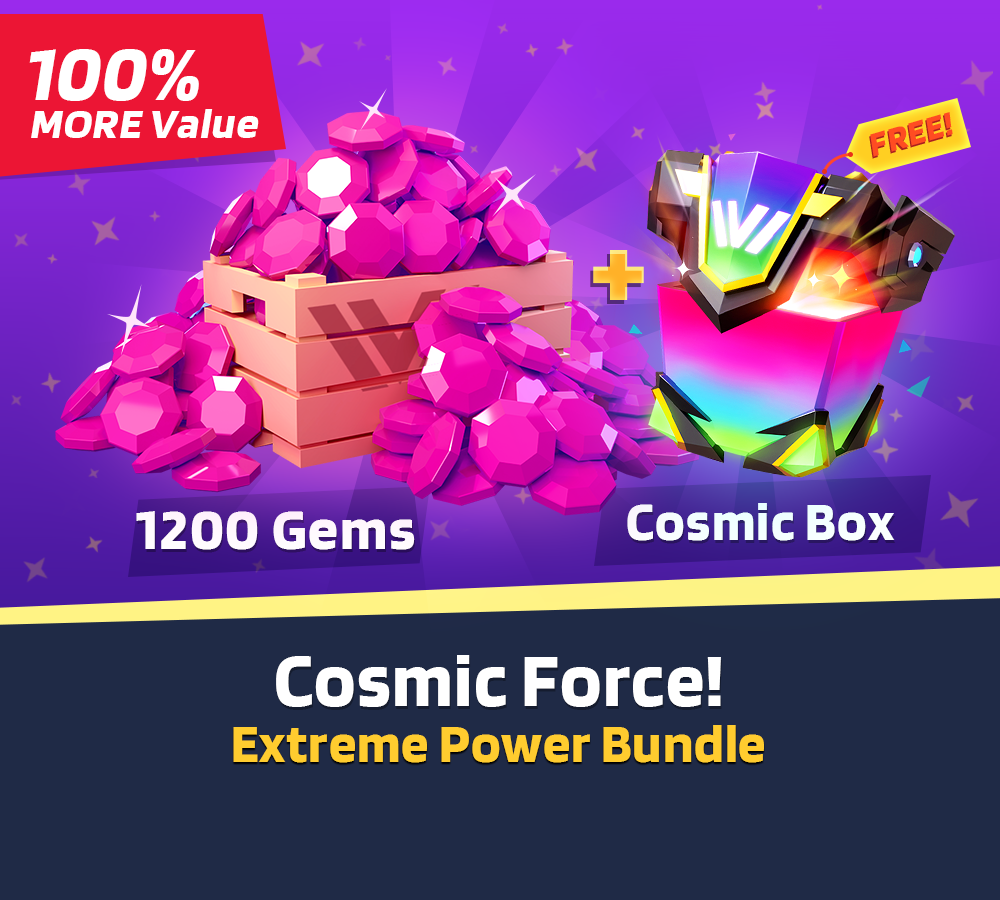 100%
MORE Value
FREE!
1200 Gems
Cosmic Box
Cosmic Force!
Extreme Power Bundle